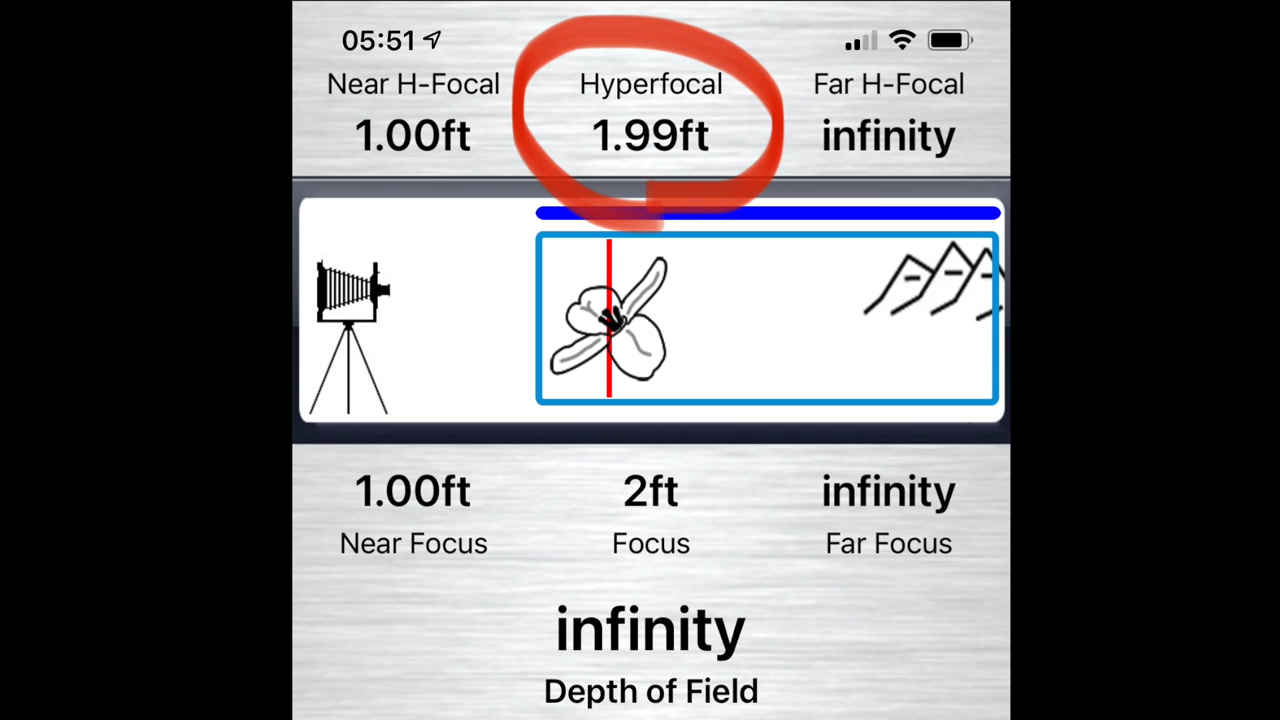 05:51
Near H-Focal Hyperfocal Far H-Focal
1.00ft 1.99ft infinity
1.00ft 2ft infinity
Near Focus Focus Far Focus
infinity
Depth of Field